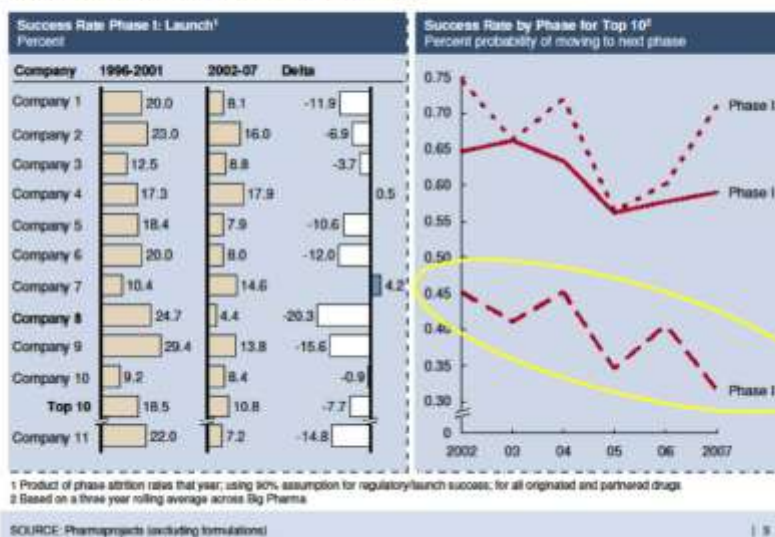 Success Rate Phase I: Launch¹
Percent
Company 1996-2001 2002-07 Delta
Company 1 20.0 8.1 -11.9
Company 2 23.0 16.0 -6.9
Company 3 12.5 8.8 -3.7
Company 4 17.3 17.9 0.5
Company 5 18.4 7.9 -10.6
Company 6 20.0 8.0 -12.0
Company 7 10.4 14.6 4.2
Company 8 24.7 4.4 -20.3
Company 9 29.4 13.8 -15.6
Company 10 9.2 8.4 -0.9
Top 10 18.5 10.8 -7.7
Company 11 22.0 7.2 -14.8
Success Rate by Phase for Top 10²
Percent probability of moving to next phase
0.75
0.70
Phase I
0.65
0.60
Phase I
0.55
0.50
0.45
0.40
0.35
Phase I
0.30
0
2002 03 04 05 06 2007
1 Product of phase attrition rates that year; using 90% assumption for regulatory/launch success; for all originated and partnered drugs
2 Based on a three year rolling average across Big Pharma
SOURCE: Pharmaprojects (excluding formulations)